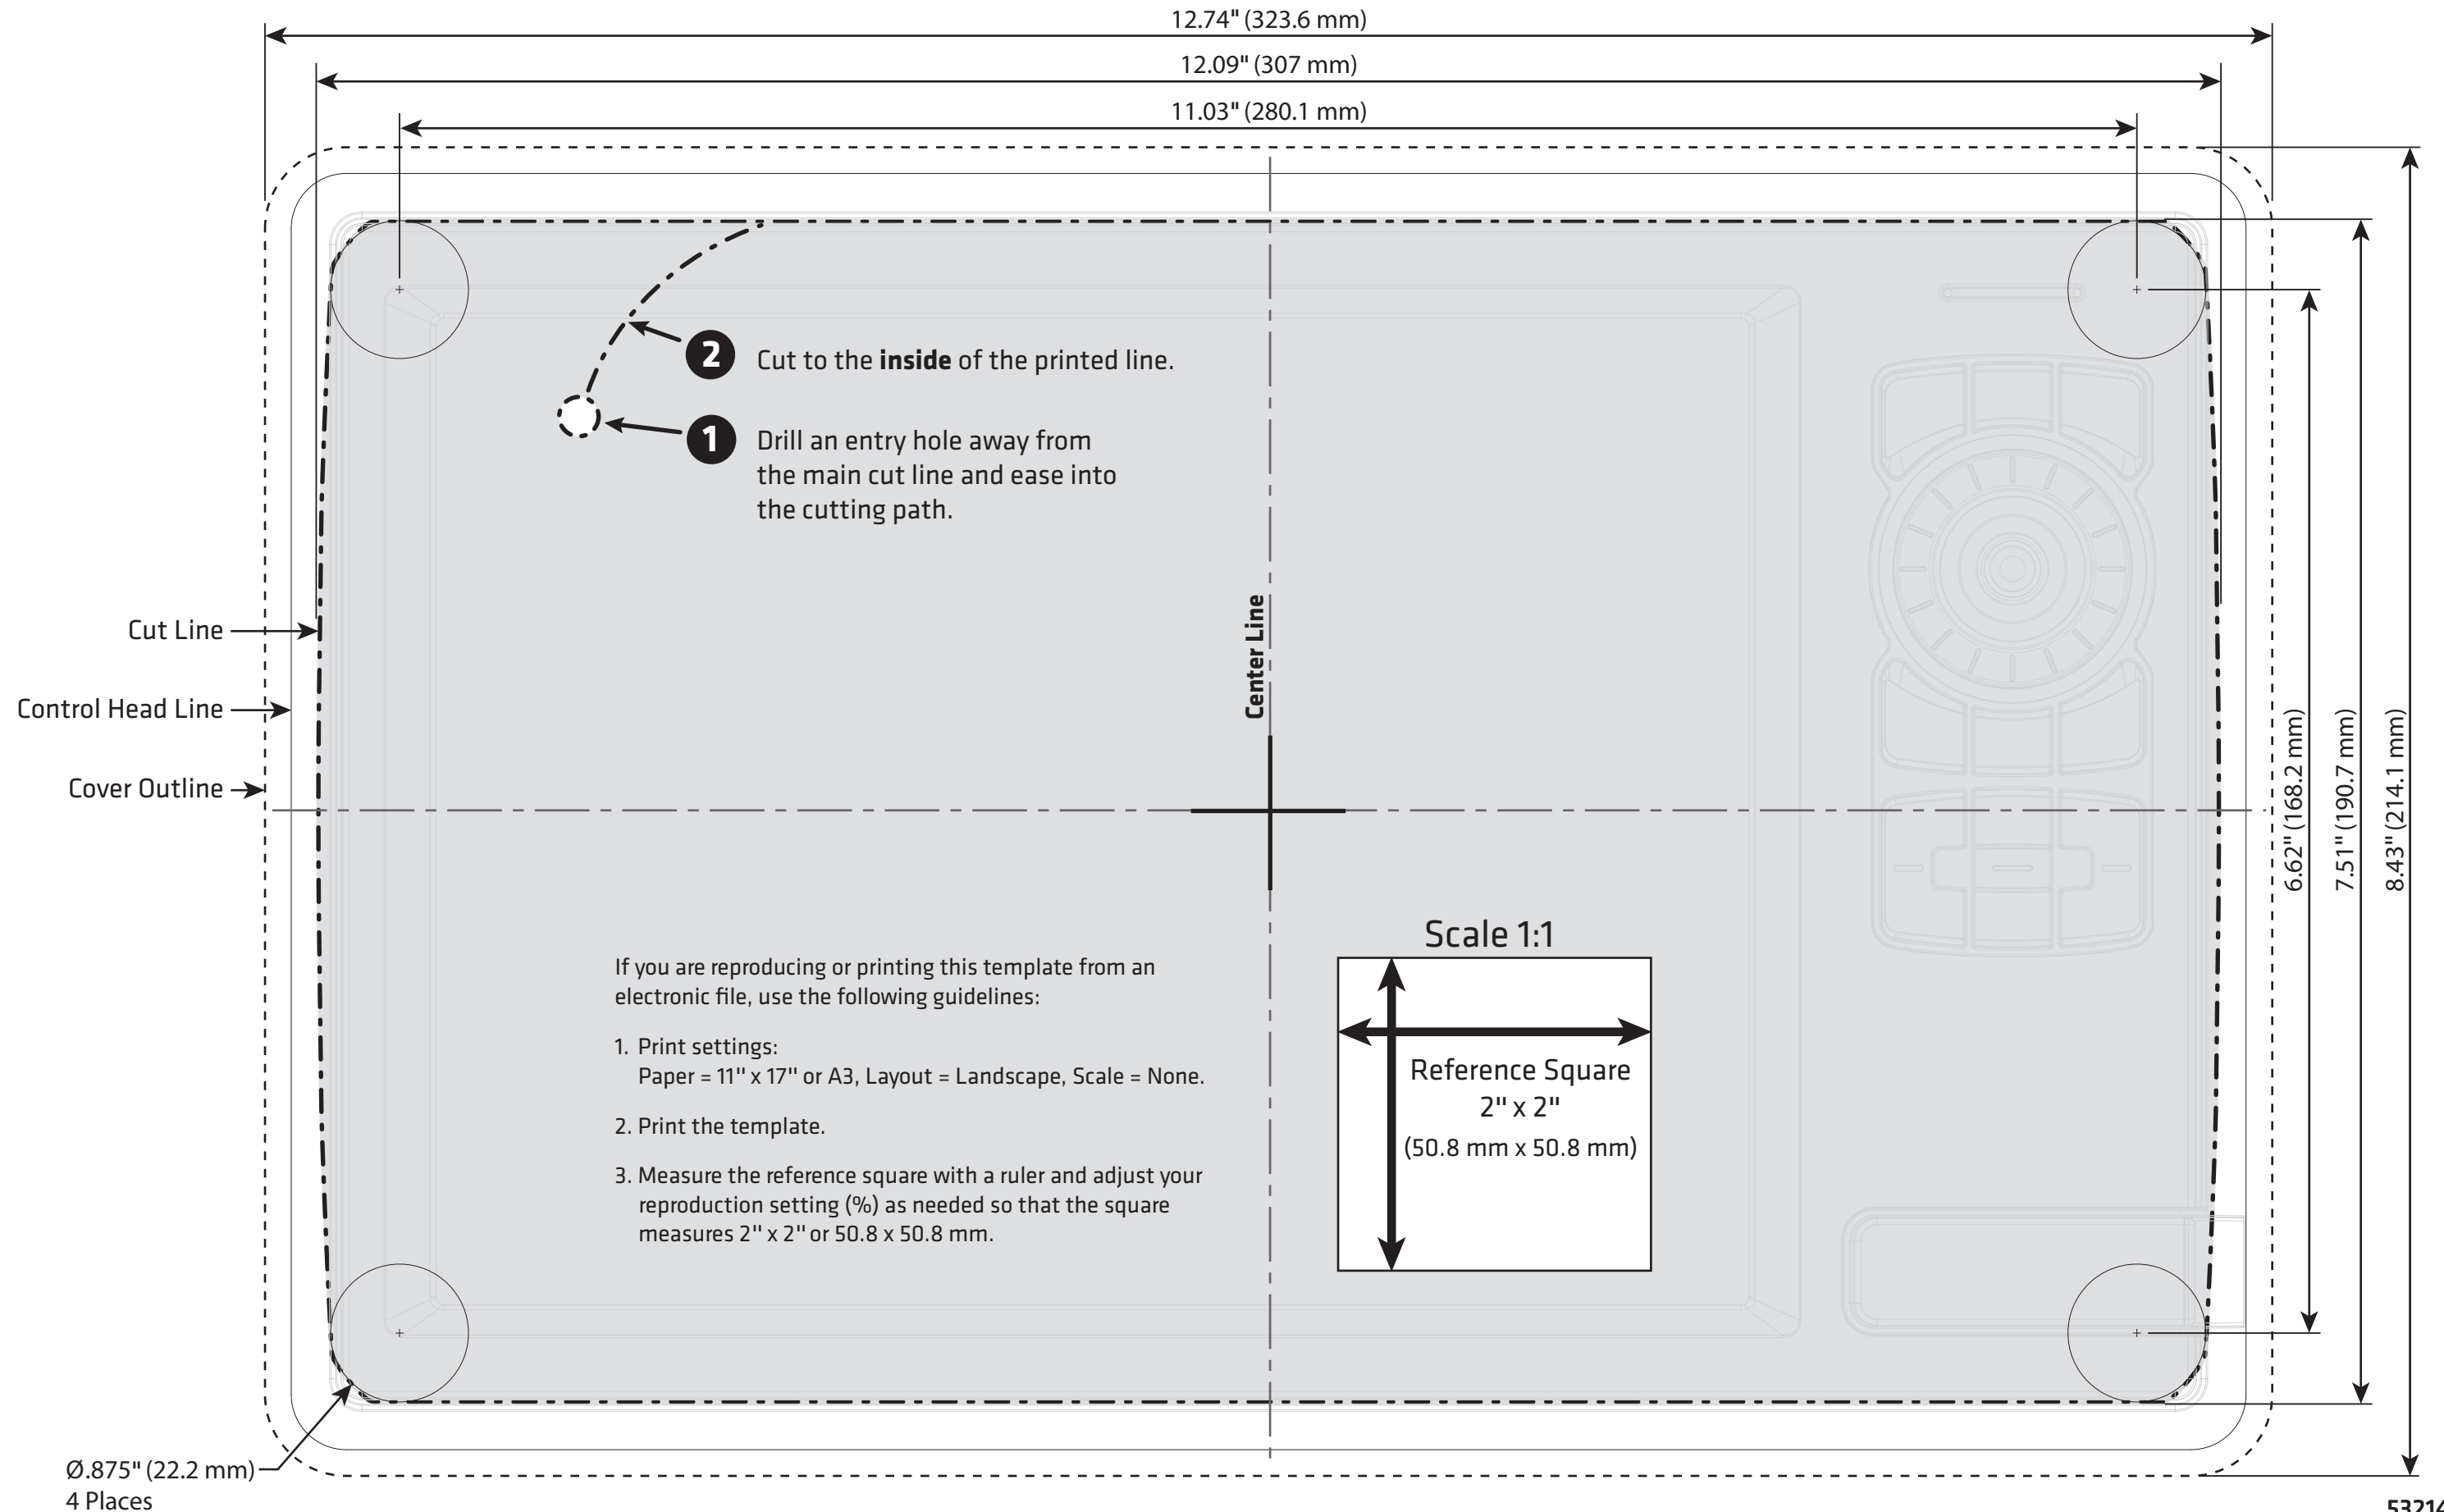 12.74" (323.6 mm)
12.09" (307 mm)
11.03" (280.1 mm)
2 Cut to the inside of the printed line.
1 Drill an entry hole away from
the main cut line and ease into
the cutting path.
Center Line
Cut Line
Control Head Line
Cover Outline
6.62" (168.2 mm)
7.51" (190.7 mm)
8.43" (214.1 mm)
If you are reproducing or printing this template from an
electronic file, use the following guidelines:
1. Print settings:
Paper = 11" x 17" or A3, Layout = Landscape, Scale = None.
2. Print the template.
3. Measure the reference square with a ruler and adjust your
reproduction setting (%) as needed so that the square
measures 2" x 2" or 50.8 x 50.8 mm.
Scale 1:1
Reference Square
2" x 2"
(50.8 mm x 50.8 mm)
Ø.875" (22.2 mm)
4 Places